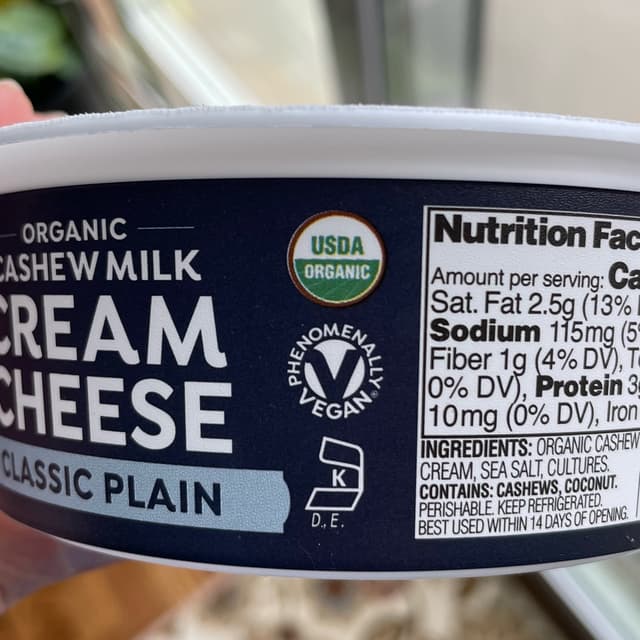 ORGANIC
CASHEW MILK
CREAM
CHEESE
CLASSIC PLAIN
USDA
ORGANIC
PHENOMENALLY
V
VEGAN
®
K
D.E.
Nutrition Fac
Amount per serving: Ca
Sat. Fat 2.5g (13%
Sodium 115mg (5
Fiber 1g (4% DV), T
0% DV), Protein 3g
10mg (0% DV), Iron
INGREDIENTS: ORGANIC CASHEW
CREAM, SEA SALT, CULTURES.
CONTAINS: CASHEWS, COCONUT.
PERISHABLE. KEEP REFRIGERATED.
BEST USED WITHIN 14 DAYS OF OPENING.